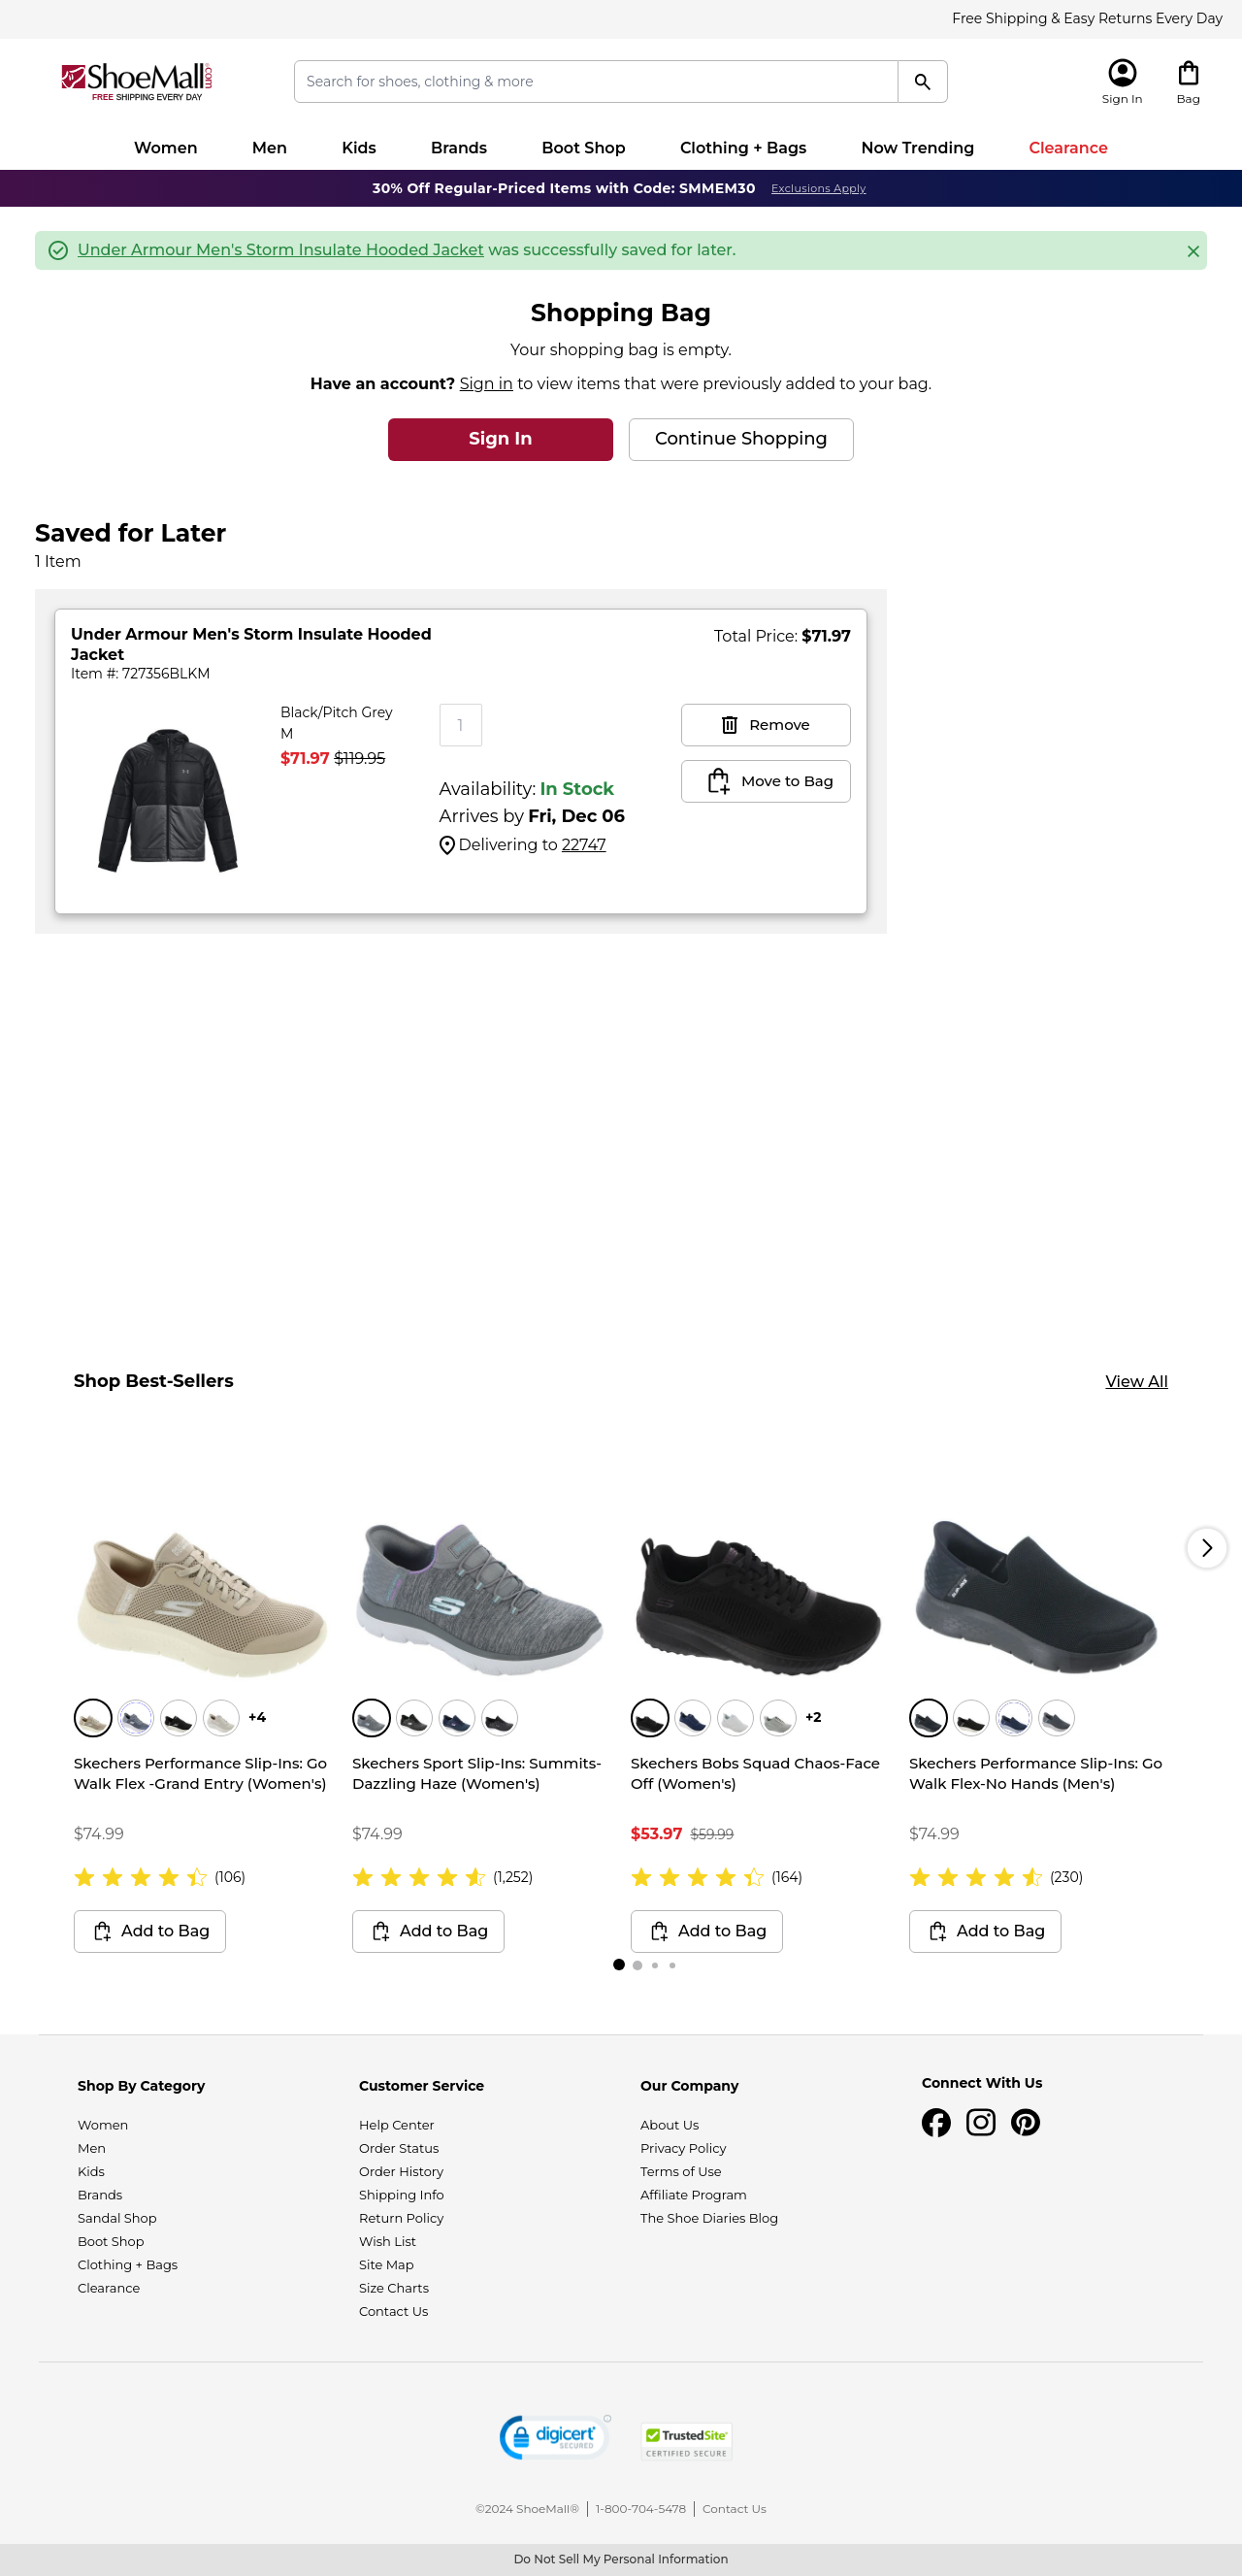 Free Shipping & Easy Returns Every Day
ShoeMall.com
FREE SHIPPING EVERY DAY
Search for shoes, clothing & more
Sign In
Bag
Women
Men
Kids
Brands
Boot Shop
Clothing + Bags
Now Trending
Clearance
30% Off Regular-Priced Items with Code: SMMEM30 Exclusions Apply
Under Armour Men's Storm Insulate Hooded Jacket was successfully saved for later.
Shopping Bag
Your shopping bag is empty.
Have an account? Sign in to view items that were previously added to your bag.
Sign In
Continue Shopping
Saved for Later
1 Item
Under Armour Men's Storm Insulate Hooded
Jacket
Item #: 727356BLKM
Total Price: $71.97
Black/Pitch Grey
M
$71.97 $119.95
1
Availability: In Stock
Arrives by Fri, Dec 06
Delivering to 22747
Remove
Move to Bag
Shop Best-Sellers
View All
+4
Skechers Performance Slip-Ins: Go
Walk Flex -Grand Entry (Women's)
$74.99
(106)
Add to Bag
Skechers Sport Slip-Ins: Summits-
Dazzling Haze (Women's)
$74.99
(1,252)
Add to Bag
+2
Skechers Bobs Squad Chaos-Face
Off (Women's)
$53.97 $59.99
(164)
Add to Bag
Skechers Performance Slip-Ins: Go
Walk Flex-No Hands (Men's)
$74.99
(230)
Add to Bag
Shop By Category
Women
Men
Kids
Brands
Sandal Shop
Boot Shop
Clothing + Bags
Clearance
Customer Service
Help Center
Order Status
Order History
Shipping Info
Return Policy
Wish List
Site Map
Size Charts
Contact Us
Our Company
About Us
Privacy Policy
Terms of Use
Affiliate Program
The Shoe Diaries Blog
Connect With Us
digicert
SECURED
TrustedSite
CERTIFIED SECURE
©2024 ShoeMall®
1-800-704-5478
Contact Us
Do Not Sell My Personal Information